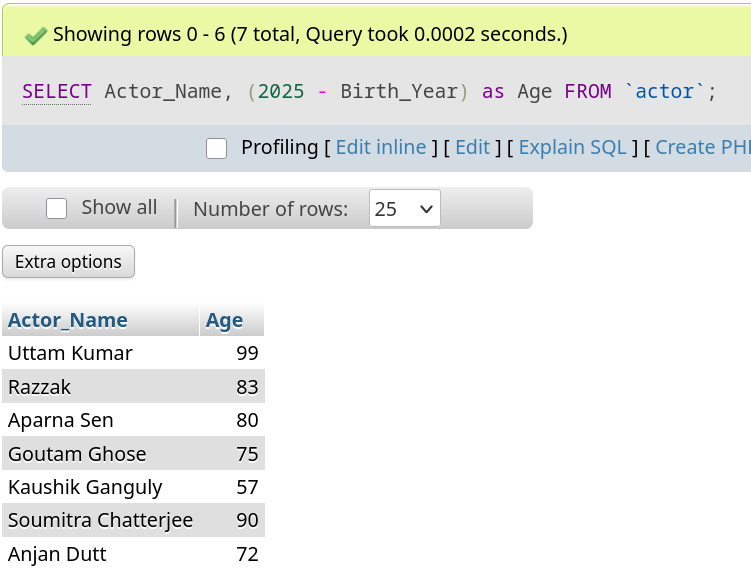 Showing rows 0 - 6 (7 total, Query took 0.0002 seconds.)
SELECT Actor_Name, (2025 - Birth_Year) as Age FROM `actor`;
Profiling [ Edit inline ] [ Edit ] [ Explain SQL ] [ Create PH
Show all Number of rows: 25
Extra options
Actor_Name Age
Uttam Kumar 99
Razzak 83
Aparna Sen 80
Goutam Ghose 75
Kaushik Ganguly 57
Soumitra Chatterjee 90
Anjan Dutt 72